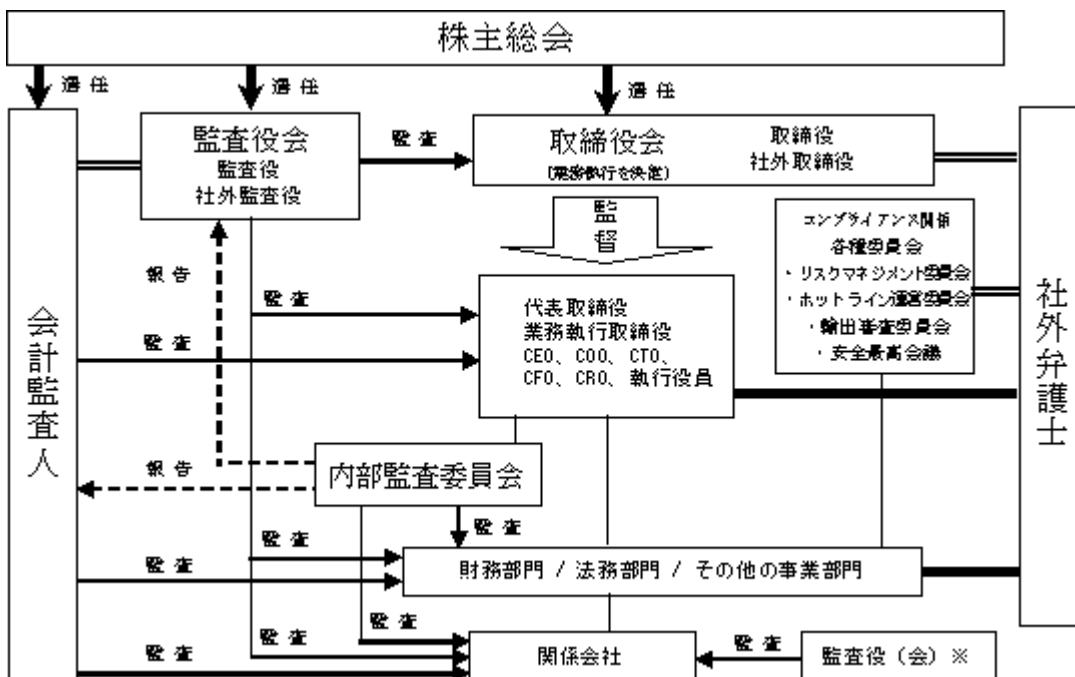 株主総会
選 任
選 任
選 任
監査役会
監査役
社外監査役
監 査
取締役会
(業務執行を決定)
取締役
社外取締役
監
督
コンプライアンス関係
各種委員会
・リスクマネジメント委員会
・ホットライン運営委員会
・輸出審査委員会
・安全最高会議
会計監査人
社外弁護士
報 告
監 査
監 査
代表取締役
業務執行取締役
CEO、COO、CTO、
CFO、CRO、執行役員
報 告
内部監査委員会
監 査
監 査
監 査
財務部門 / 法務部門 / その他の事業部門
監 査
監 査
監 査
関係会社
監 査
監査役(会)※